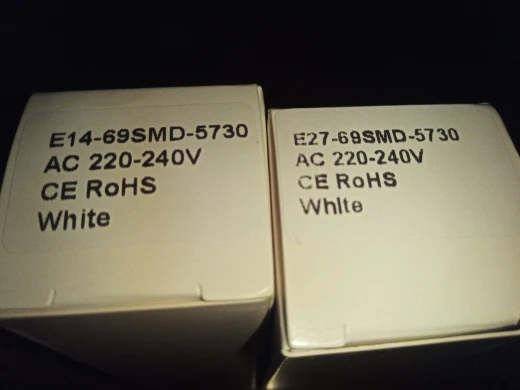 E14-69SMD-5730
AC 220-240V
CE RoHS
White
E27-69SMD-5730
AC 220-240V
CE RoHS
White